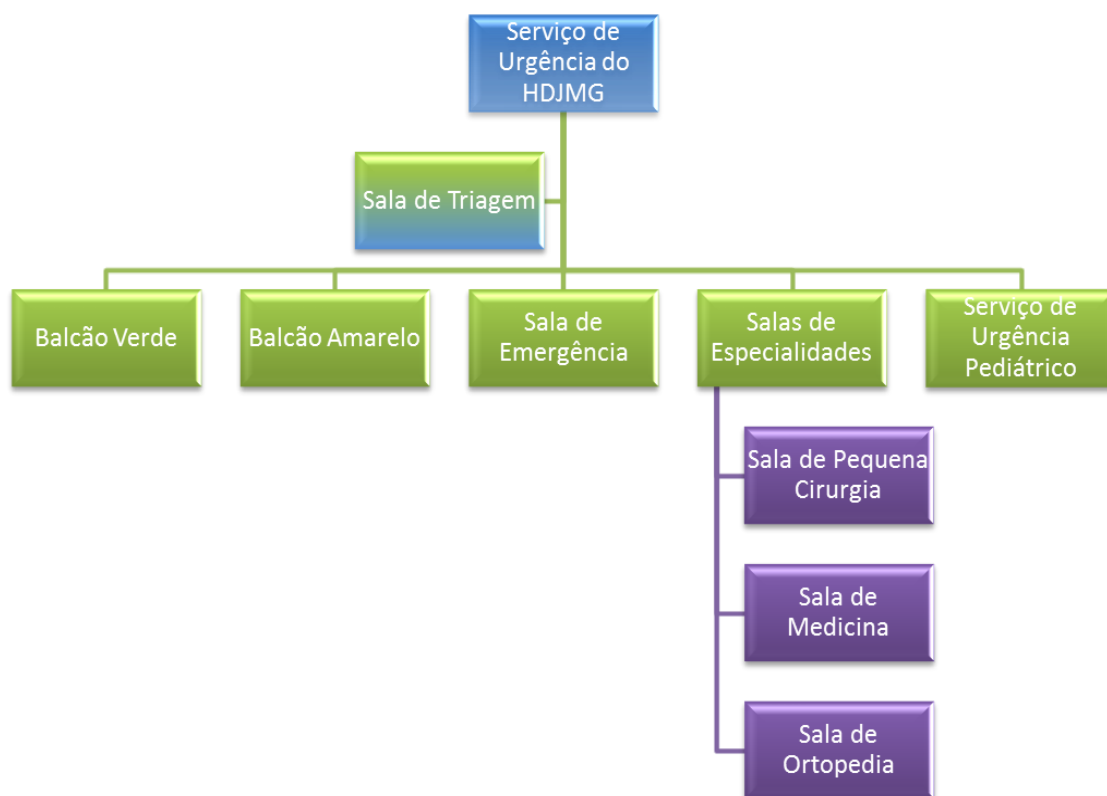 Serviço de
Urgência do
HDJMG
Sala de Triagem
Balcão Verde
Balcão Amarelo
Sala de
Emergência
Salas de
Especialidades
Serviço de
Urgência
Pediátrico
Sala de Pequena
Cirurgia
Sala de
Medicina
Sala de
Ortopedia